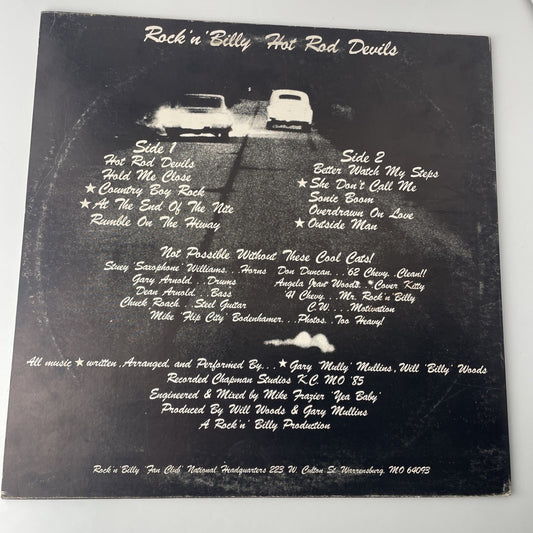 Rock 'n' Billy Hot Rod Devils
Side 1
Hot Rod Devils
Hold Me Close
★ Country Boy Rock
★ At The End Of The Nite
Rumble On The Hiway
Side 2
Better Watch My Steps
★ She Don't Call Me
Sonic Boom
Overdrawn On Love
★ Outside Man
Not Possible Without These Cool Cats!
Stuey 'Saxophone' Williams. . .Horns Don Duncan. . .'62 Chevy. .Clean!!
Gary Arnold. . .Drums Angela Jean Woods. . .Cover Kitty
Dean Arnold. . .Bass 41 Chevy. . .Mr. Rock'n Billy
Chuck Roach. . .Steel Guitar C.W. . . .Motivation
Mike 'Flip City' Bodenhamer. . .Photos. . .Too Heavy!
All music ★ written, Arranged, and Performed By. . . ★ Gary 'Mully' Mullins, Will 'Billy' Woods
Recorded Chapman Studios K.C. MO '85
Engineered & Mixed by Mike Frazier 'Yea Baby'
Produced By Will Woods & Gary Mullins
A Rock'n' Billy Production
Rock'n'Billy 'Fan Club' National Headquarters 223 W. Culton St. Warrensburg, MO 64093